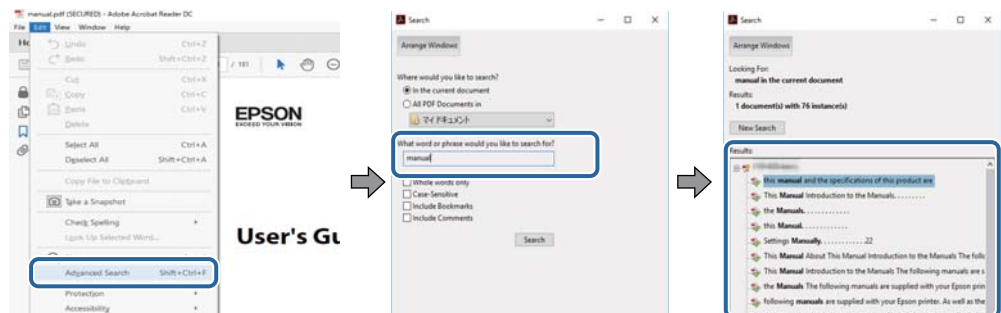 manual.pdf (SECURED) - Adobe Acrobat Reader DC
File Edit View Window Help
Undo Ctrl+Z
Redo Shift+Ctrl+Z
Cut Ctrl+X
Copy Ctrl+C
Paste Ctrl+V
Delete
Select All Ctrl+A
Deselect All Shift+Ctrl+A
Copy File to Clipboard
Take a Snapshot
Check Spelling
Look Up Selected Word...
Advanced Search Shift+Ctrl+F
Protection
Accessibility
/ 181
EPSON
EXCEED YOUR VISION
User's Gu
Search
Arrange Windows
Where would you like to search?
In the current document
All PDF Documents in
マイ ドキュメント
What word or phrase would you like to search for?
manual
Whole words only
Case-Sensitive
Include Bookmarks
Include Comments
Search
Search
Arrange Windows
Looking For:
manual in the current document
Results:
1 document(s) with 76 instance(s)
New Search
Results:
this manual and the specifications of this product are
This Manual Introduction to the Manuals.........
the Manuals.............
this Manual.............
Settings Manually.............22
This Manual About This Manual Introduction to the Manuals The follo
This Manual Introduction to the Manuals The following manuals are s
the Manuals The following manuals are supplied with your Epson prin
following manuals are supplied with your Epson printer. As well as the